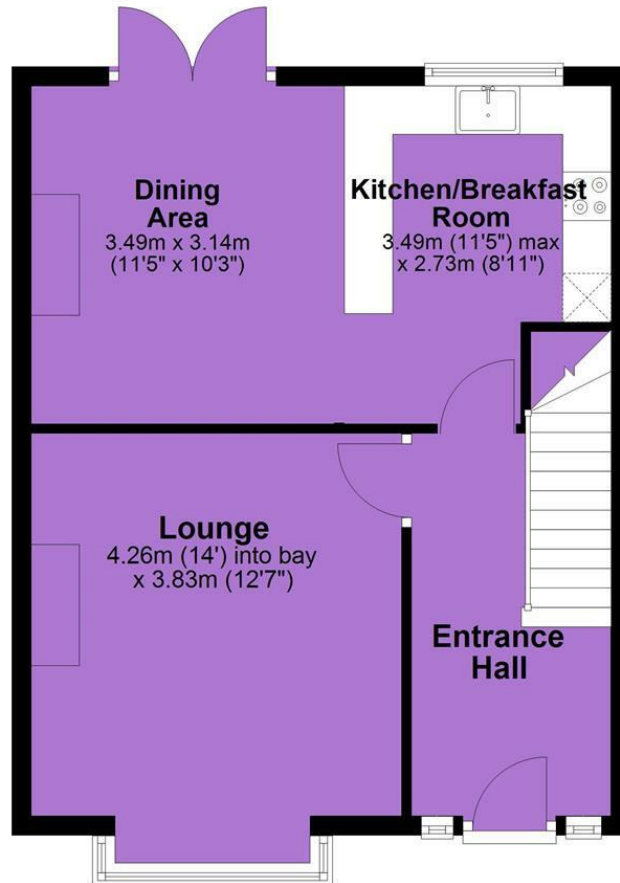 Dining
Area
3.49m x 3.14m
(11'5" x 10'3")
Kitchen/Breakfast
Room
3.49m (11'5") max
x 2.73m (8'11")
Lounge
4.26m (14') into bay
x 3.83m (12'7")
Entrance
Hall